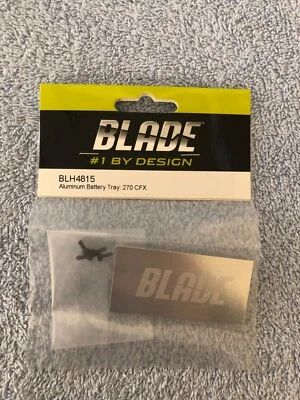 BLADE
#1 BY DESIGN
BLH4815
Aluminum Battery Tray: 270 CFX
BLADE